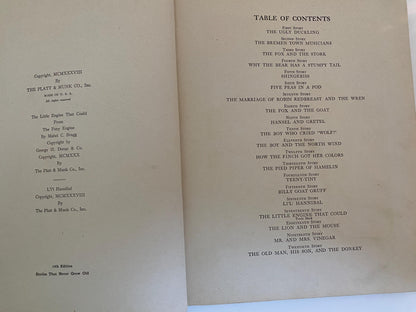 Copyright, MCMXXXVIII
By
THE PLATT & MUNK CO., Inc.
MADE IN U. S. A.
All rights reserved
The Little Engine That Could
From
The Pony Engine
By Mabel C. Bragg
Copyright by
George H. Doran & Co.
Copyright, MCMXXX
By
The Platt & Munk Co., Inc.
Li'l Hannibal
Copyright, MCMXXXVIII
By
The Platt & Munk Co., Inc.
19th Edition
Stories That Never Grow Old
TABLE OF CONTENTS
First Story
THE UGLY DUCKLING
Second Story
THE BREMEN TOWN MUSICIANS
Third Story
THE FOX AND THE STORK
Fourth Story
WHY THE BEAR HAS A STUMPY TAIL
Fifth Story
SHINGEBISS
Sixth Story
FIVE PEAS IN A POD
Seventh Story
THE MARRIAGE OF ROBIN REDBREAST AND THE WREN
Eighth Story
THE FOX AND THE GOAT
Ninth Story
HANSEL AND GRETEL
Tenth Story
THE BOY WHO CRIED "WOLF!"
Eleventh Story
THE BOY AND THE NORTH WIND
Twelfth Story
HOW THE FINCH GOT HER COLORS
Thirteenth Story
THE PIED PIPER OF HAMELIN
Fourteenth Story
TEENY-TINY
Fifteenth Story
BILLY GOAT GRUFF
Sixteenth Story
LI'L' HANNIBAL
Seventeenth Story
THE LITTLE ENGINE THAT COULD
Eighteenth Story
THE LION AND THE MOUSE
Nineteenth Story
MR. AND MRS. VINEGAR
Twentieth Story
THE OLD MAN, HIS SON, AND THE DONKEY.